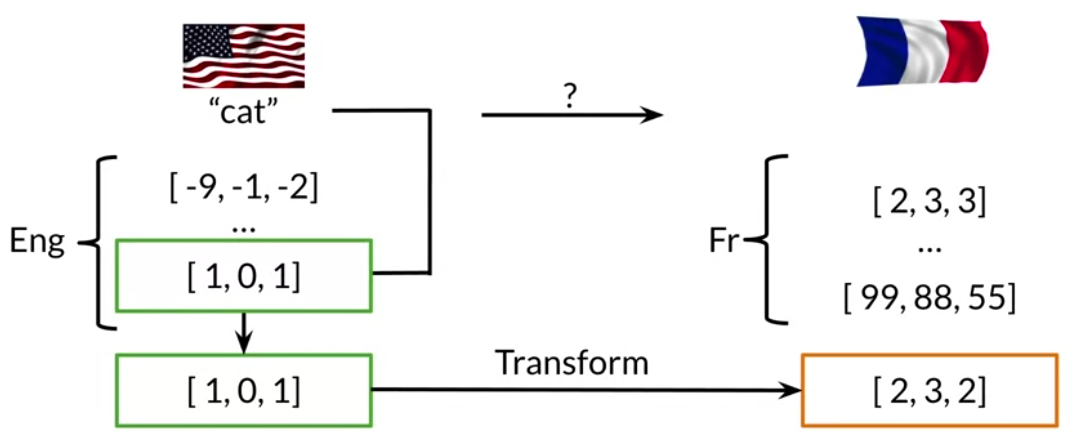 “cat”
?
[ -9, -1, -2]
[ 2, 3, 3]
...
Eng
Fr
...
[ 1, 0, 1]
[ 99, 88, 55]
Transform
[ 1, 0, 1]
[ 2, 3, 2]